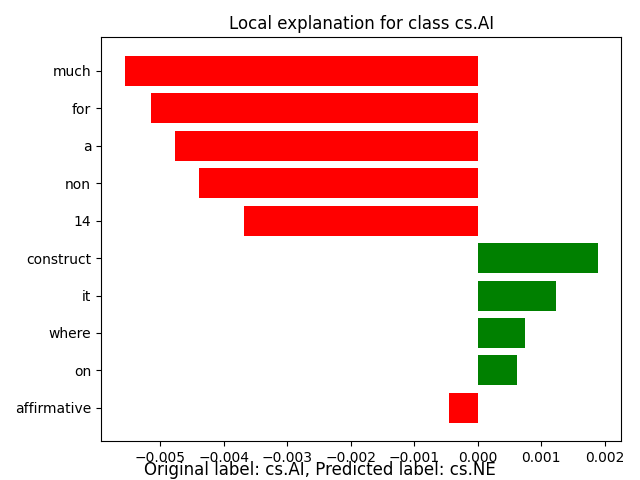 Local explanation for class cs.AI
much
for
a
non
14
construct
it
where
on
affirmative
−0.005 −0.004 −0.003 −0.002 −0.001 0.000 0.001 0.002
Original label: cs.AI, Predicted label: cs.NE